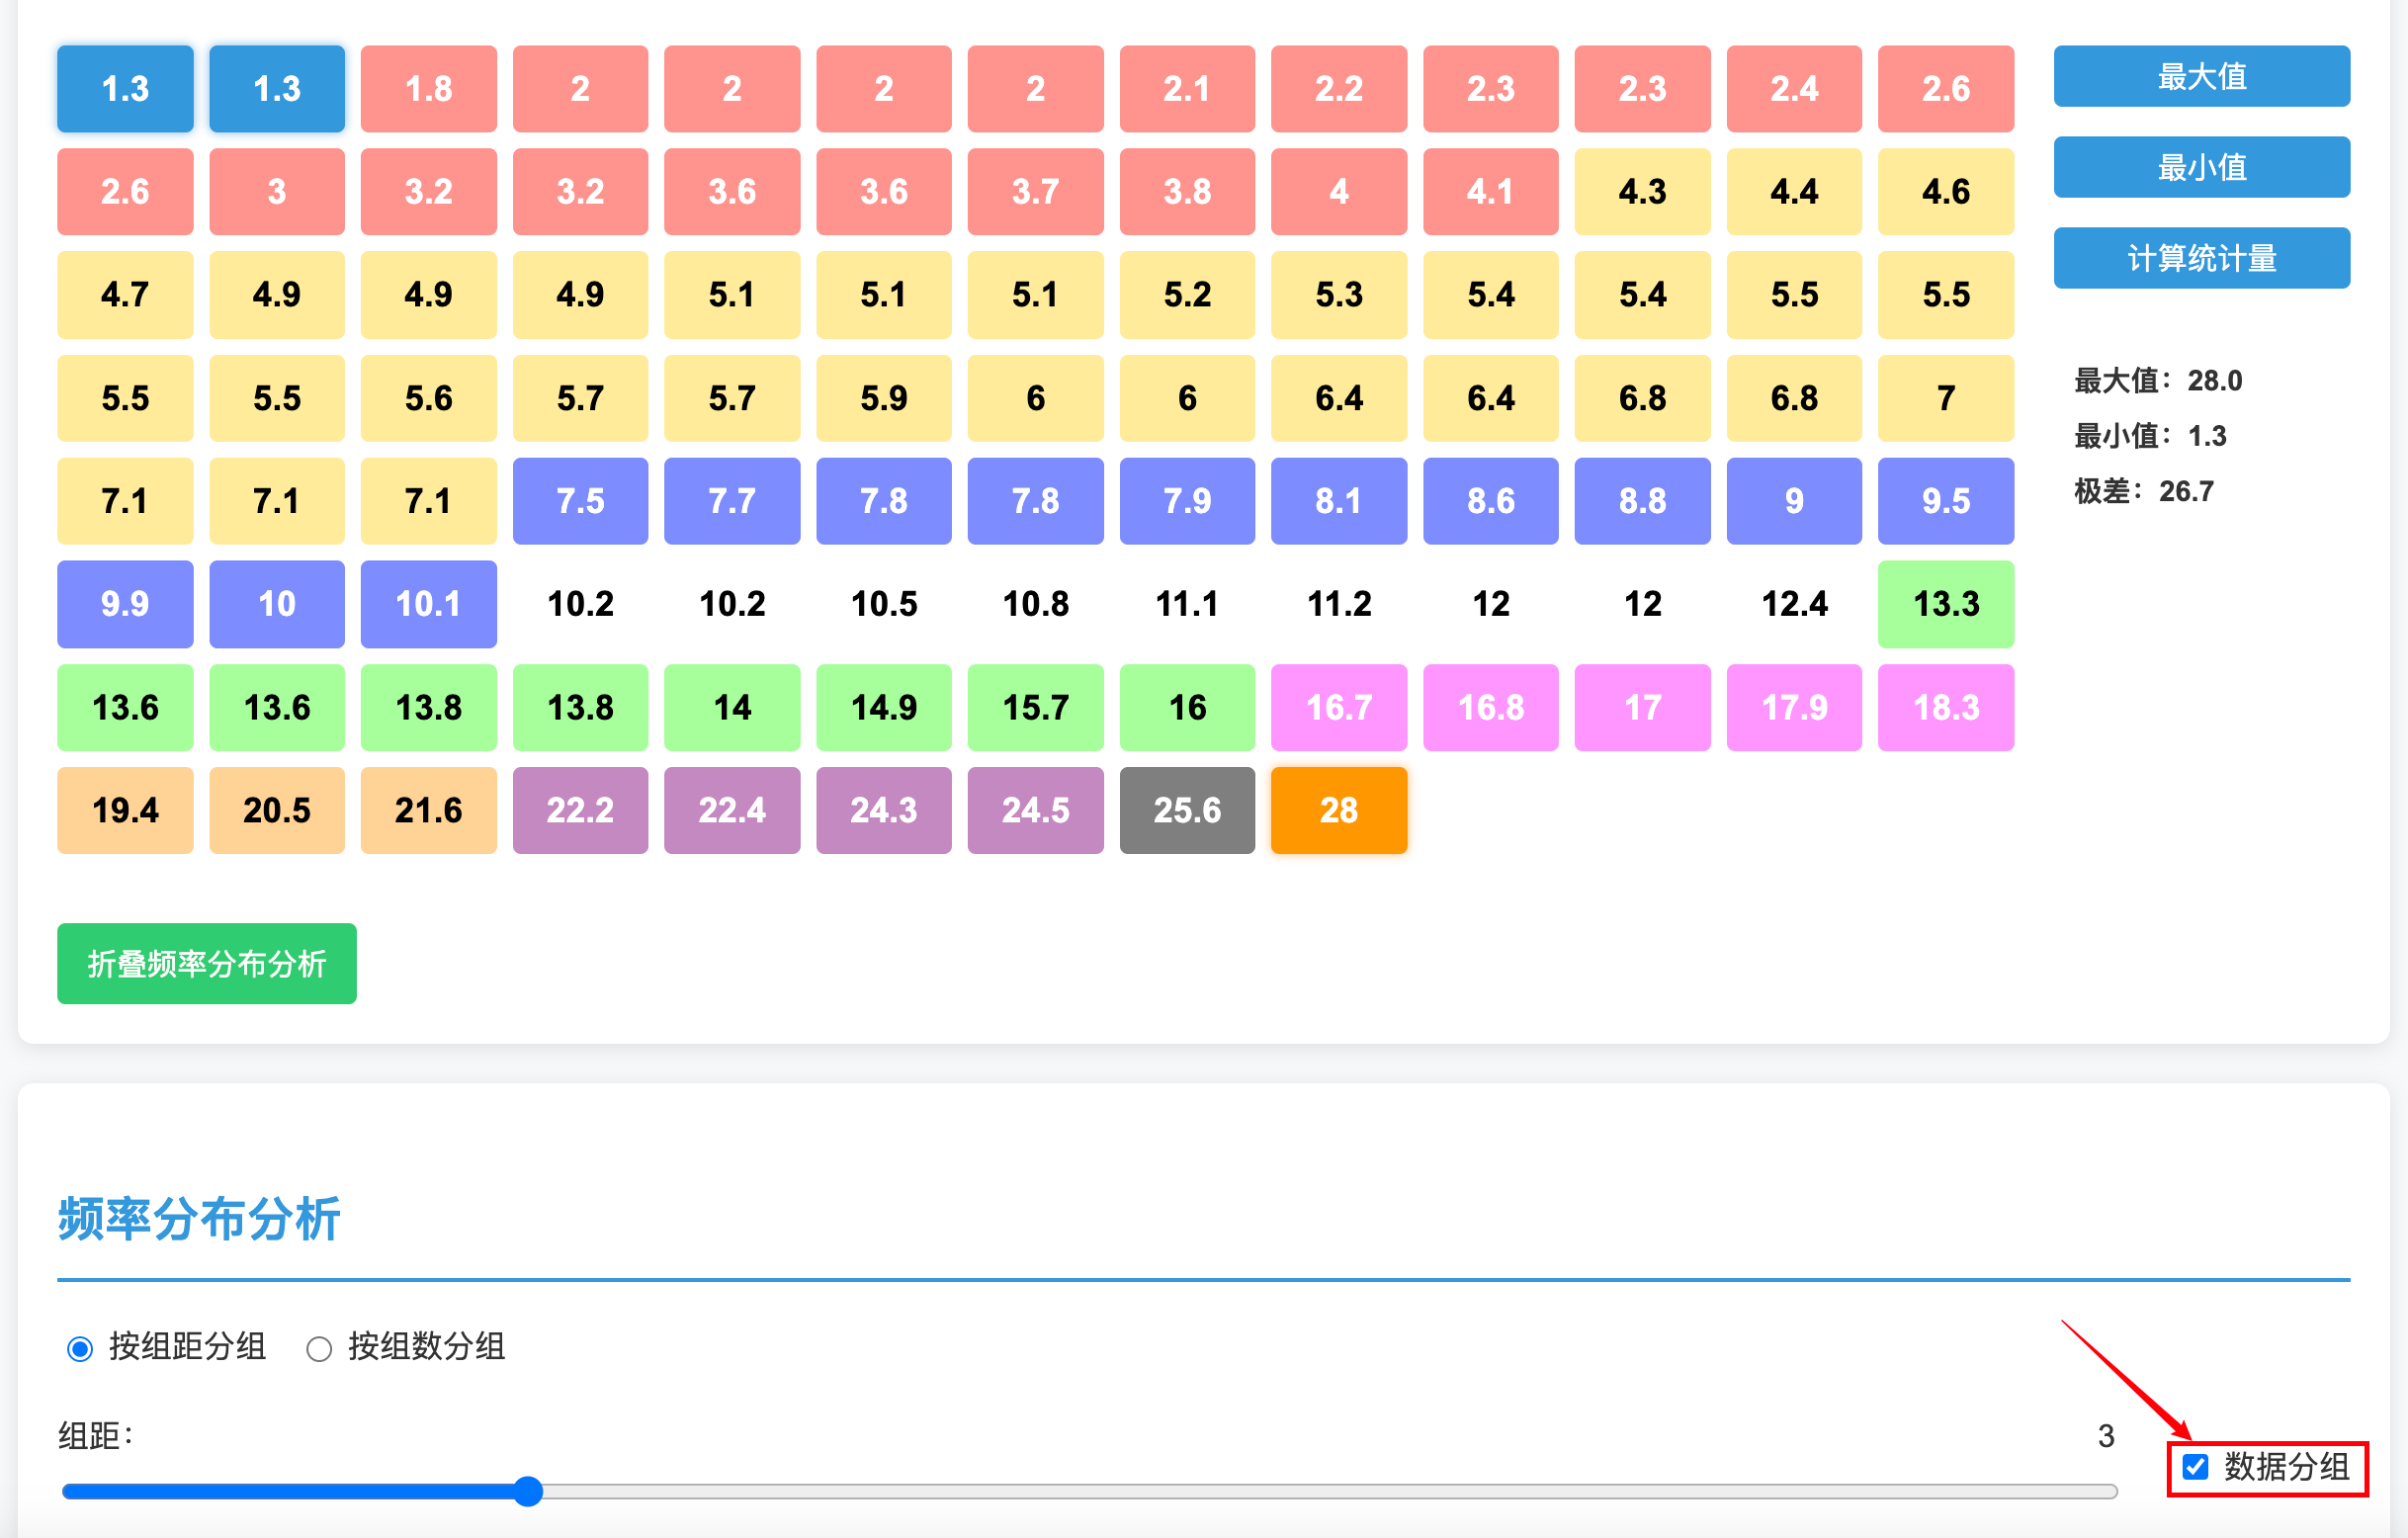 1.3 1.3 1.8 2 2 2 2 2.1 2.2 2.3 2.3 2.4 2.6
2.6 3 3.2 3.2 3.6 3.6 3.7 3.8 4 4.1 4.3 4.4 4.6
4.7 4.9 4.9 4.9 5.1 5.1 5.1 5.2 5.3 5.4 5.4 5.5 5.5
5.5 5.5 5.6 5.7 5.7 5.9 6 6 6.4 6.4 6.8 6.8 7
7.1 7.1 7.1 7.5 7.7 7.8 7.8 7.9 8.1 8.6 8.8 9 9.5
9.9 10 10.1 10.2 10.2 10.5 10.8 11.1 11.2 12 12 12.4 13.3
13.6 13.6 13.8 13.8 14 14.9 15.7 16 16.7 16.8 17 17.9 18.3
19.4 20.5 21.6 22.2 22.4 24.3 24.5 25.6 28
最大值
最小值
计算统计量
最大值：28.0
最小值：1.3
极差：26.7
折叠频率分布分析
频率分布分析
按组距分组 按组数分组
组距： 3
数据分组